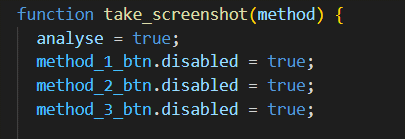 function take_screenshot(method) {
analyse = true;
method_1_btn.disabled = true;
method_2_btn.disabled = true;
method_3_btn.disabled = true;